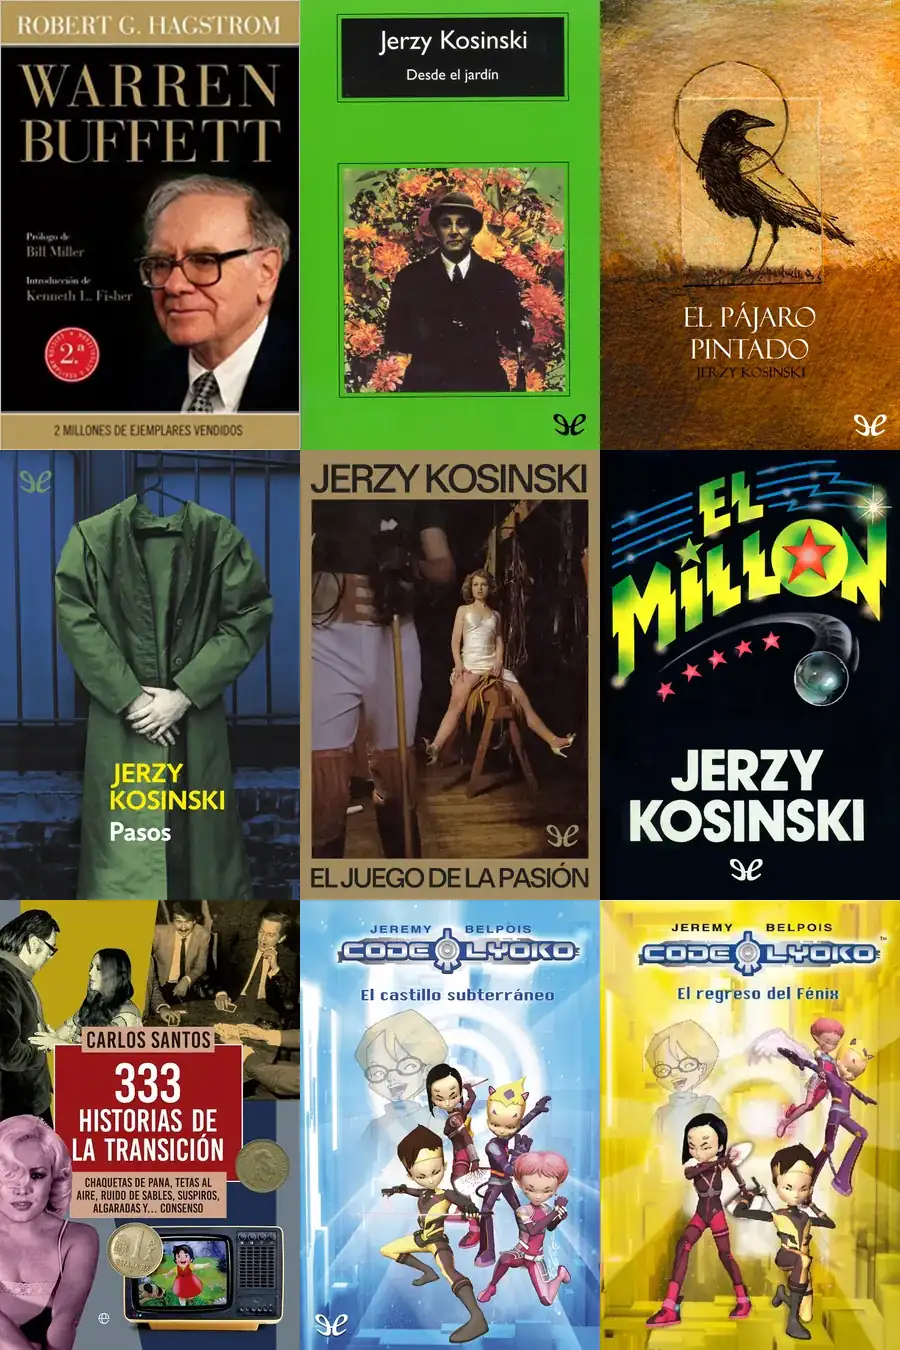 ROBERT G. HAGSTROM
WARREN
BUFFETT
Prólogo de
Bill Miller
Introducción de
Kenneth L. Fisher
2.ª
2 MILLONES DE EJEMPLARES VENDIDOS
Jerzy Kosinski
Desde el jardín
EL PÁJARO
PINTADO
JERZY KOSINSKI
JERZY
KOSINSKI
Pasos
JERZY KOSINSKI
EL JUEGO DE LA PASIÓN
EL
MILLON
JERZY
KOSINSKI
CARLOS SANTOS
333
HISTORIAS DE
LA TRANSICIÓN
CHAQUETAS DE PANA, TETAS AL
AIRE, RUIDO DE SABLES, SUSPIROS,
ALGARADAS Y... CONSENSO
JEREMY BELPOIS
CODE LYOKO
El castillo subterráneo
JEREMY BELPOIS
CODE LYOKO™
El regreso del Fénix